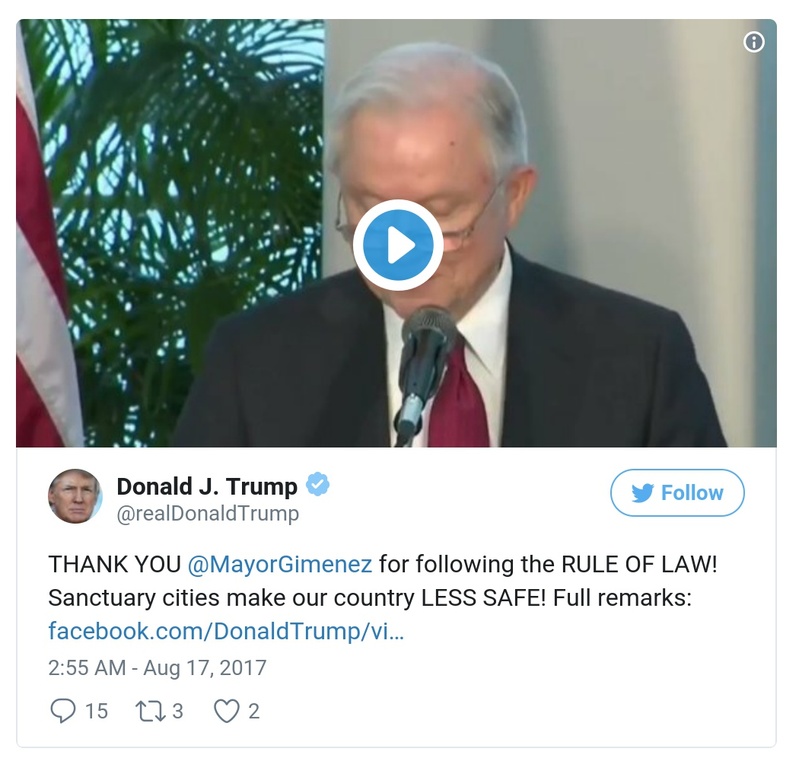 Donald J. Trump
@realDonaldTrump
Follow
THANK YOU @MayorGimenez for following the RULE OF LAW!
Sanctuary cities make our country LESS SAFE! Full remarks:
facebook.com/DonaldTrump/vi…
2:55 AM - Aug 17, 2017
15 3 2